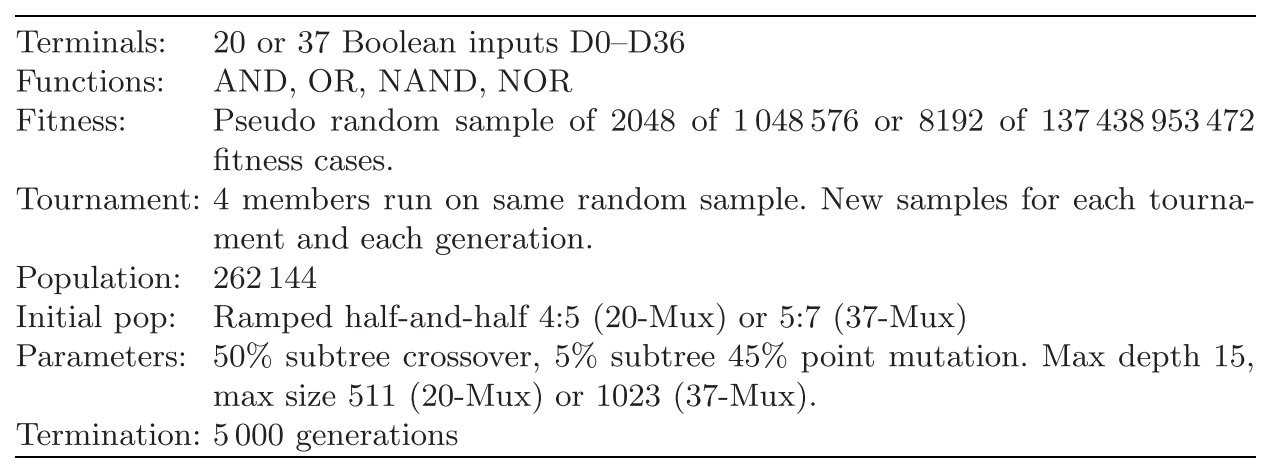 Terminals: 20 or 37 Boolean inputs D0–D36
Functions: AND, OR, NAND, NOR
Fitness: Pseudo random sample of 2048 of 1 048 576 or 8192 of 137 438 953 472
fitness cases.
Tournament: 4 members run on same random sample. New samples for each tourna-
ment and each generation.
Population: 262 144
Initial pop: Ramped half-and-half 4:5 (20-Mux) or 5:7 (37-Mux)
Parameters: 50% subtree crossover, 5% subtree 45% point mutation. Max depth 15,
max size 511 (20-Mux) or 1023 (37-Mux).
Termination: 5 000 generations